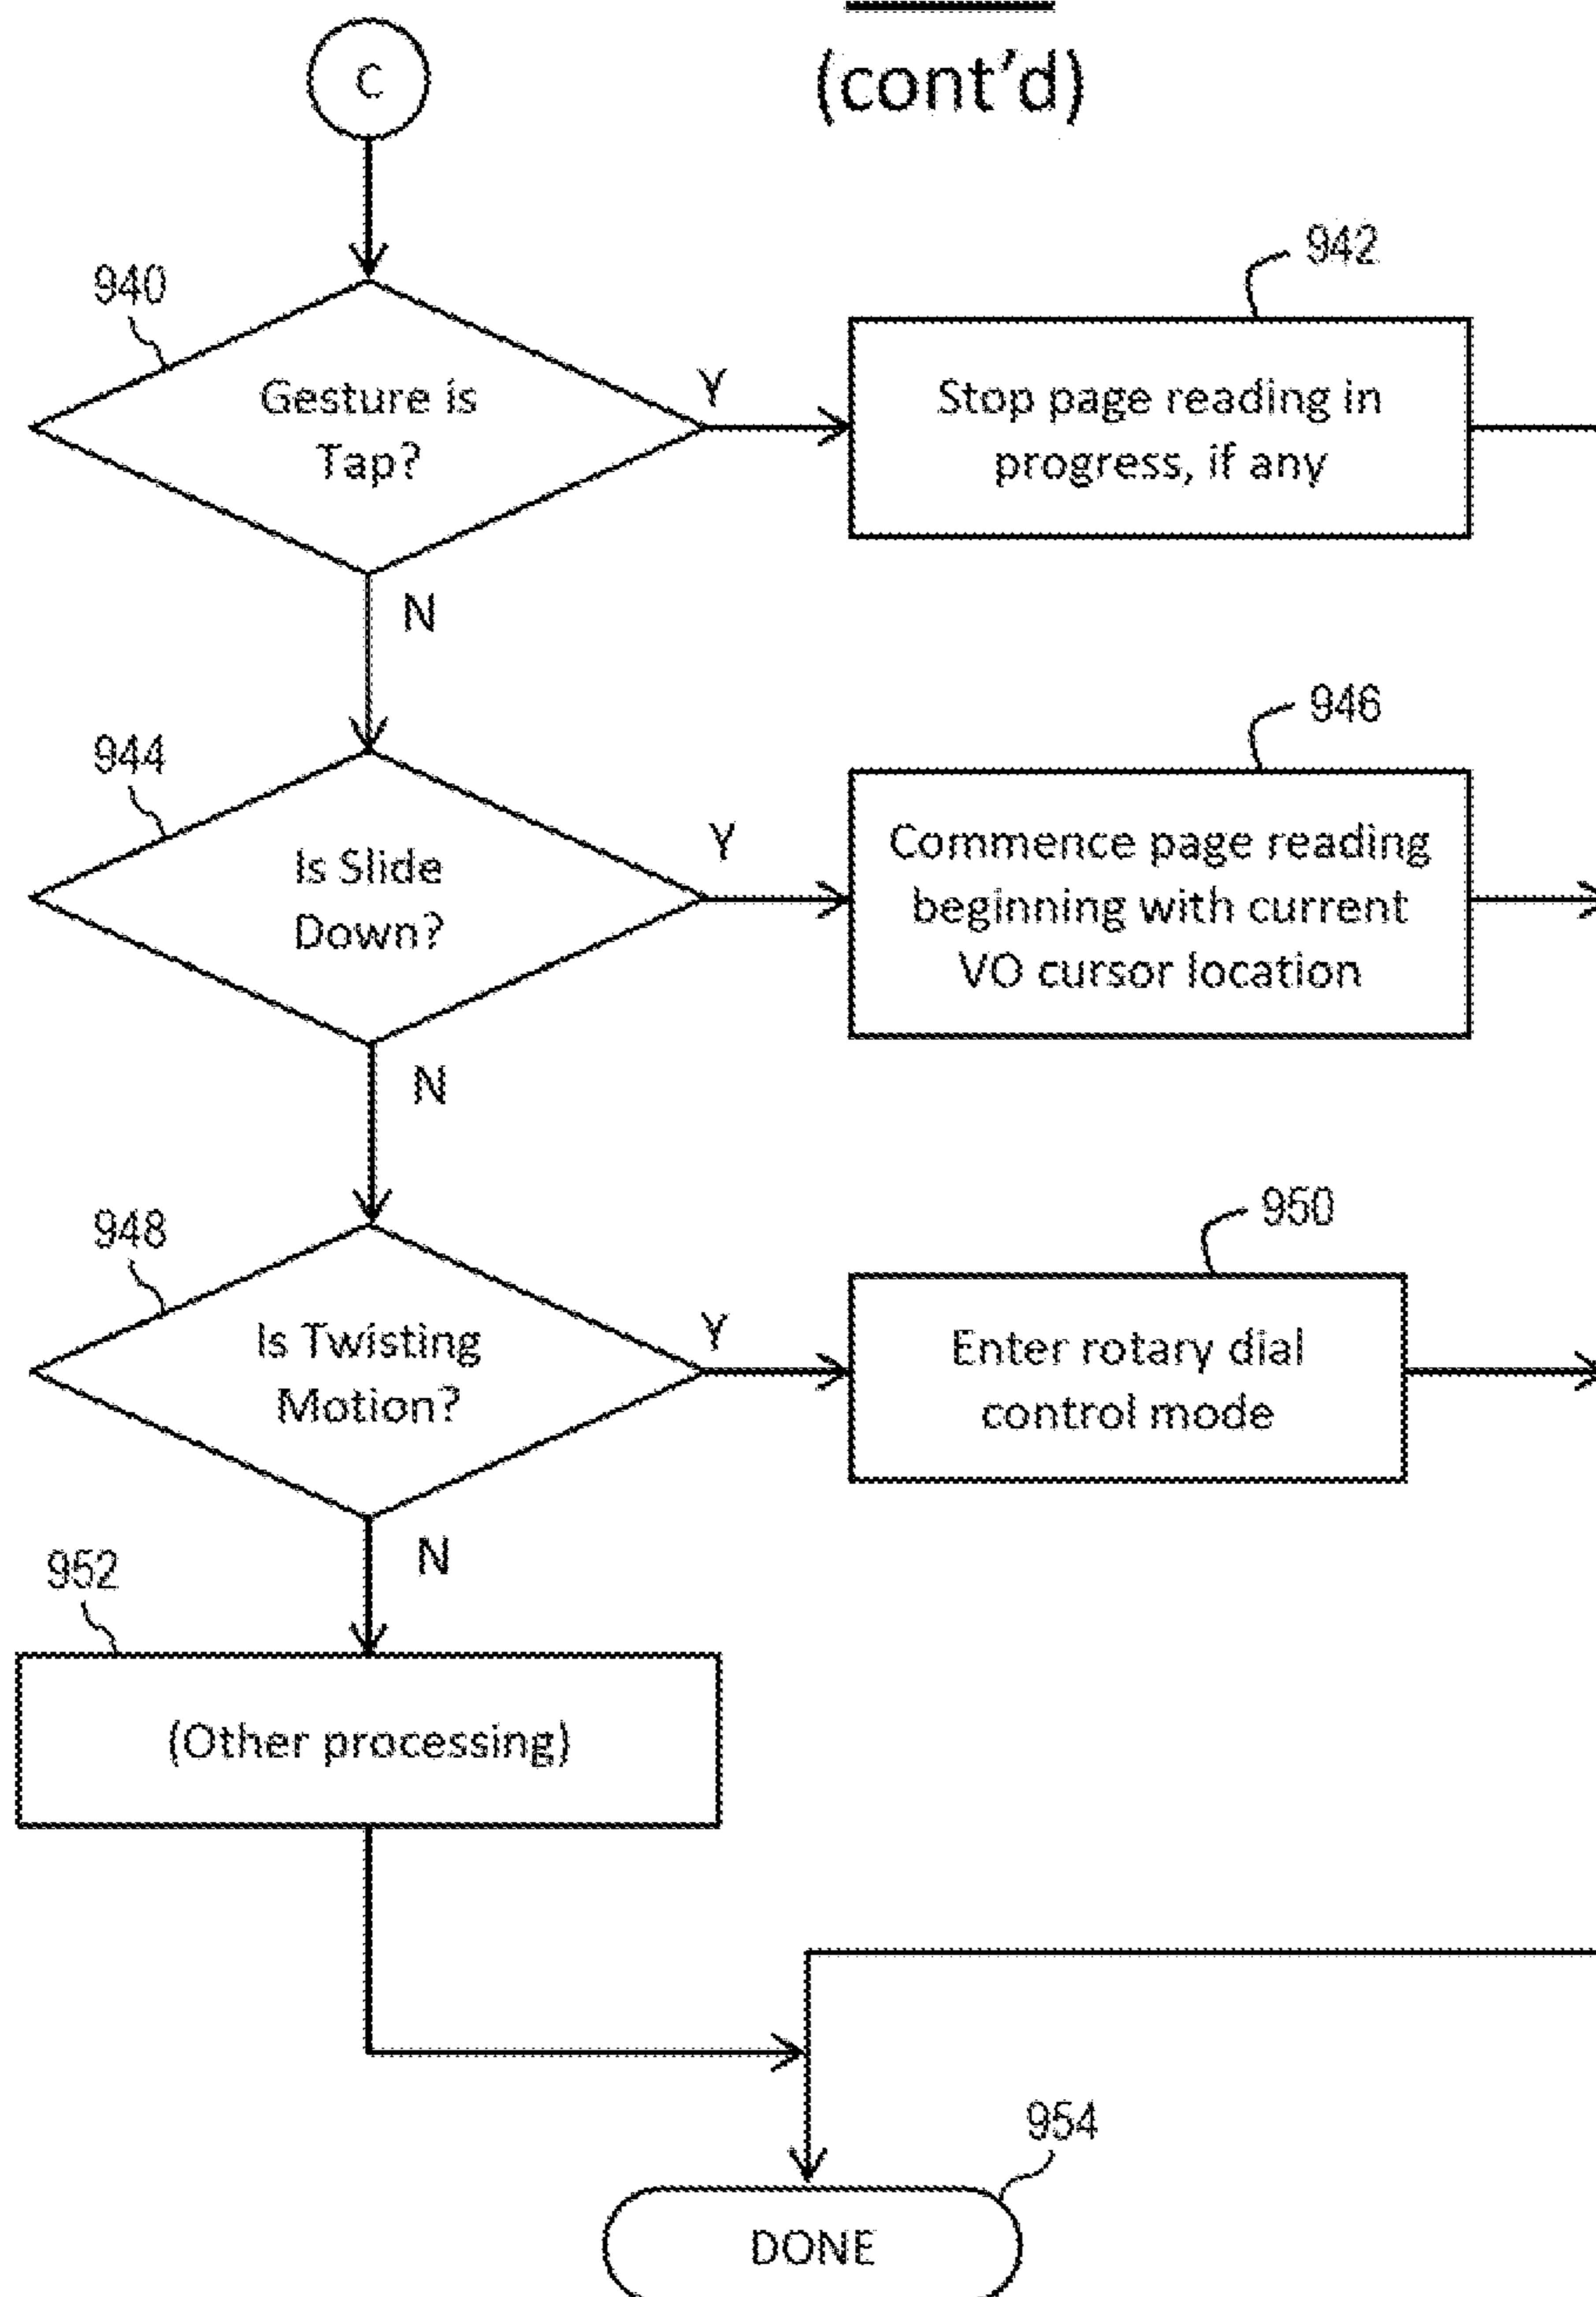 (cont'd)
C
940
Gesture is
Tap?
Y
942
Stop page reading in
progress, if any
N
944
Is Slide
Down?
Y
946
Commence page reading
beginning with current
VO cursor location
N
948
Is Twisting
Motion?
Y
950
Enter rotary dial
control mode
N
952
(Other processing)
954
DONE